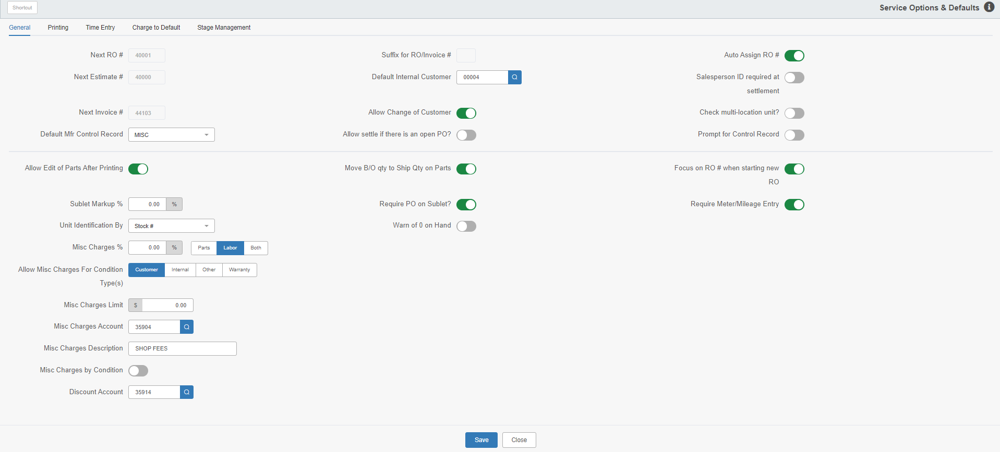 Shortcut
Service Options & Defaults
General Printing Time Entry Charge to Default Stage Management
Next RO # 40001 Suffix for RO/Invoice # Auto Assign RO #
Next Estimate # 40000 Default Internal Customer 00004 Salesperson ID required at
settlement
Next Invoice # 44103 Allow Change of Customer Check multi-location unit?
Default Mfr Control Record MISC Allow settle if there is an open PO? Prompt for Control Record
Allow Edit of Parts After Printing Move B/O qty to Ship Qty on Parts Focus on RO # when starting new
RO
Sublet Markup % 0.00 % Require PO on Sublet? Require Meter/Mileage Entry
Unit Identification By Stock # Warn of 0 on Hand
Misc Charges % 0.00 % Parts Labor Both
Allow Misc Charges For Condition Customer Internal Other Warranty
Type(s)
Misc Charges Limit $ 0.00
Misc Charges Account 35904
Misc Charges Description SHOP FEES
Misc Charges by Condition
Discount Account 35914
Save Close